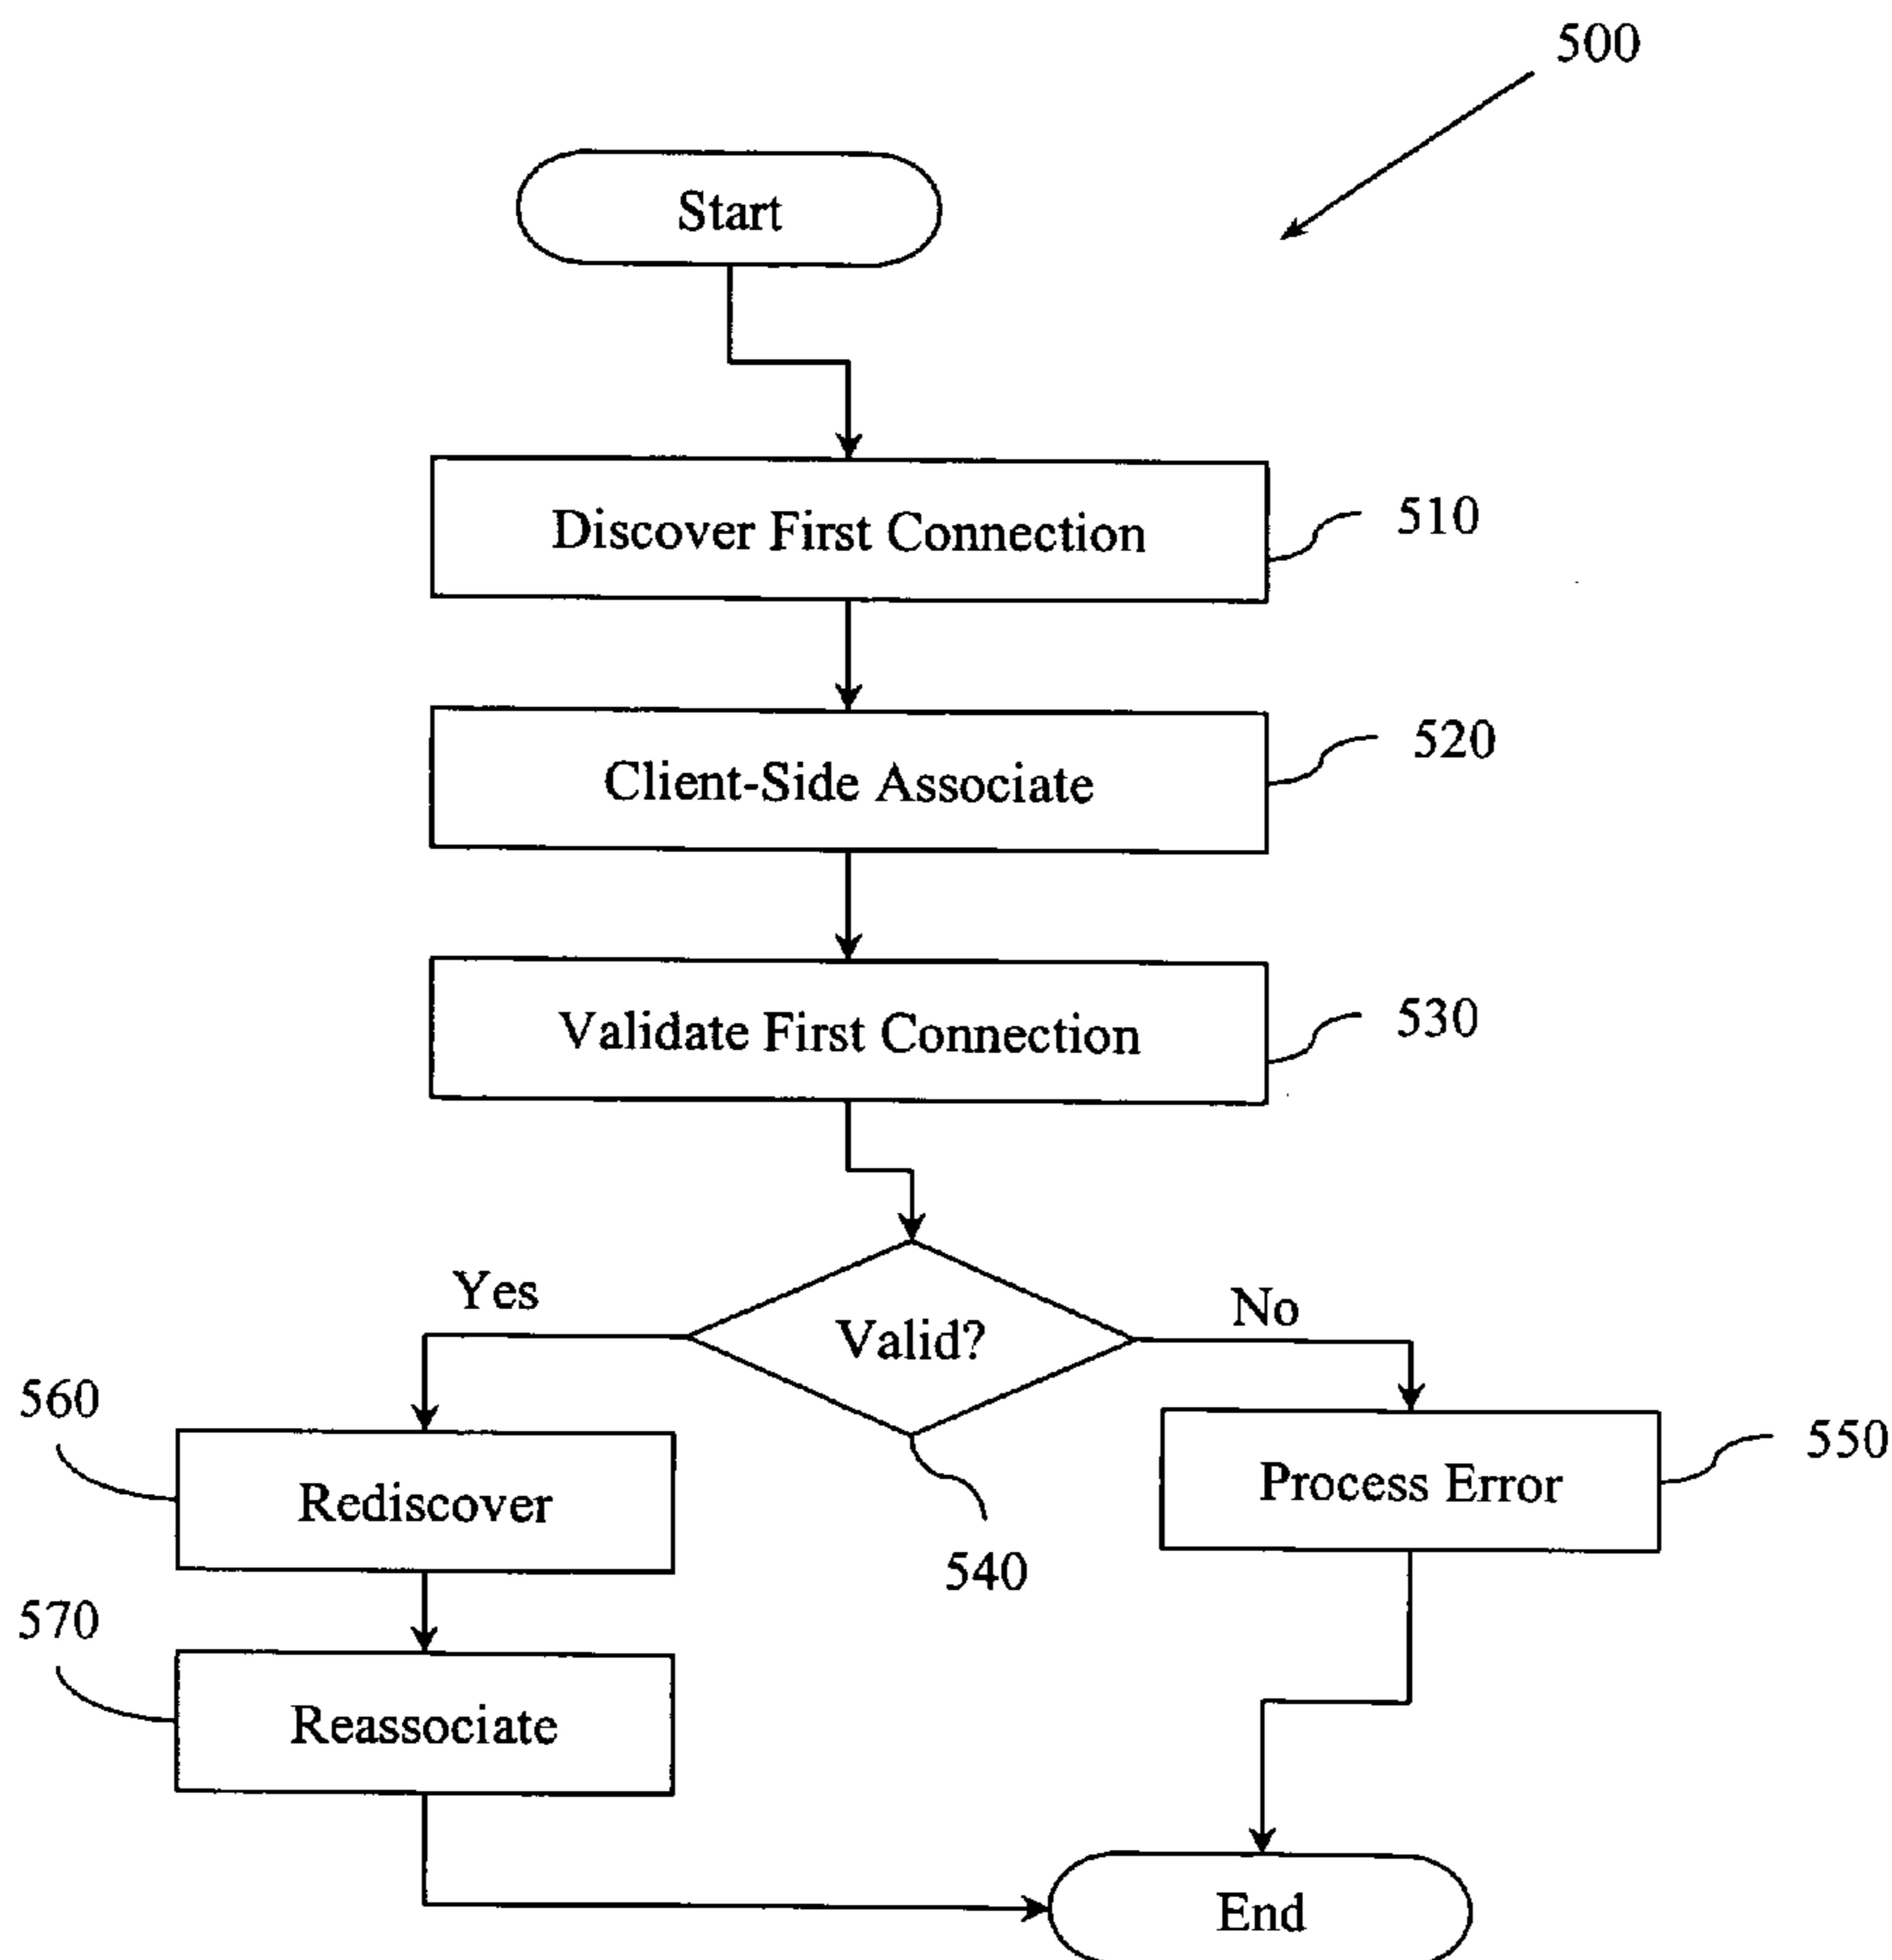 500
Start
Discover First Connection
510
Client-Side Associate
520
Validate First Connection
530
Yes
Valid?
No
540
560
Rediscover
Process Error
550
570
Reassociate
End